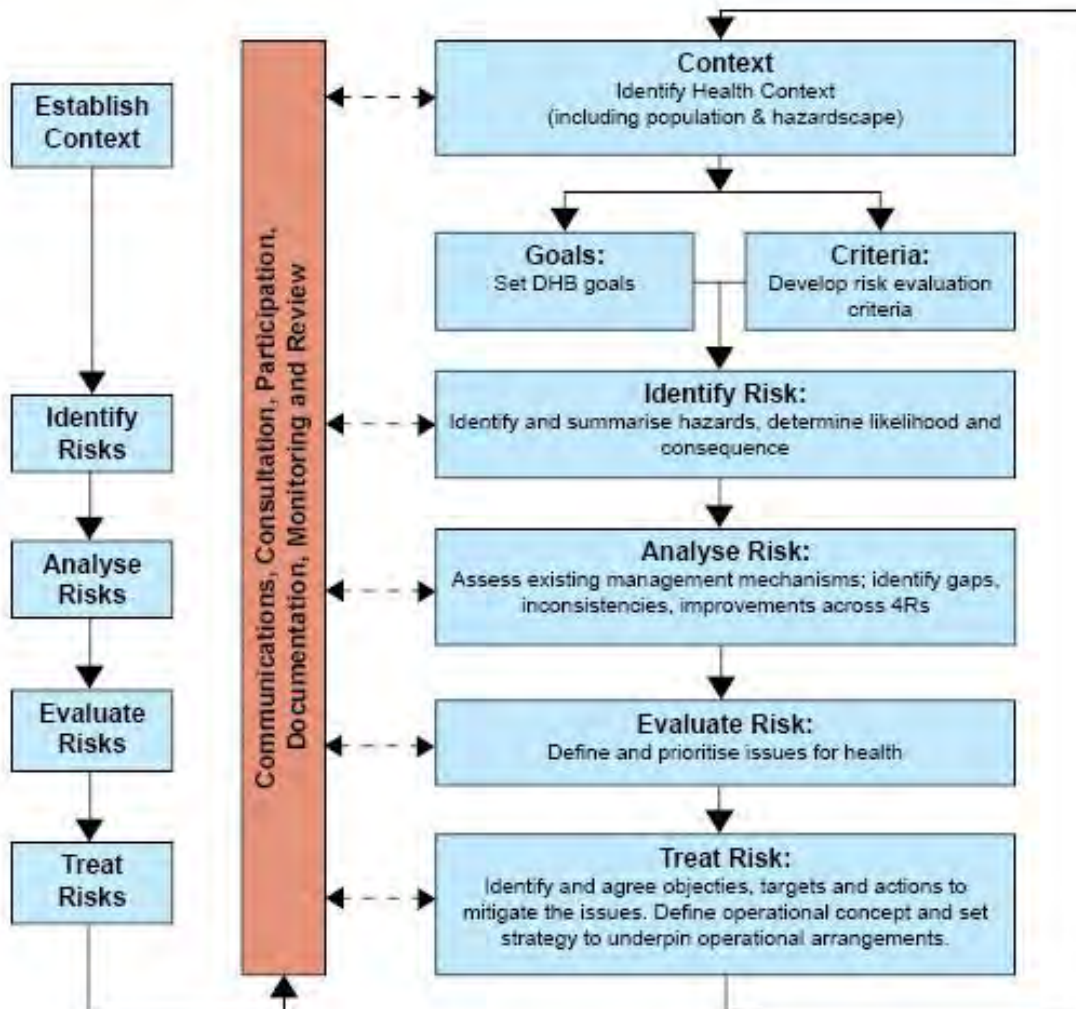 Establish
Context
Identify
Risks
Analyse
Risks
Evaluate
Risks
Treat
Risks
Communications, Consultation, Participation,
Documentation, Monitoring and Review
Context
Identify Health Context
(including population & hazardscape)
Goals:
Set DHB goals
Criteria:
Develop risk evaluation
criteria
Identify Risk:
Identify and summarise hazards, determine likelihood and
consequence
Analyse Risk:
Assess existing management mechanisms; identify gaps,
inconsistencies, improvements across 4Rs
Evaluate Risk:
Define and prioritise issues for health
Treat Risk:
Identify and agree objecties, targets and actions to
mitigate the issues. Define operational concept and set
strategy to underpin operational arrangements.